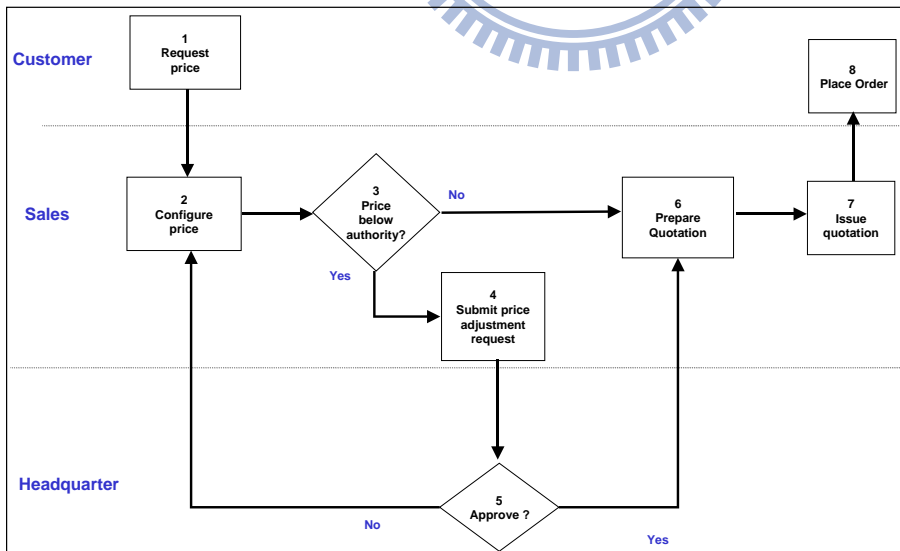 Customer
1
Request
price
8
Place Order
Sales
2
Configure
price
3
Price
below
authority?
No
Yes
4
Submit price
adjustment
request
6
Prepare
Quotation
7
Issue
quotation
Headquarter
5
Approve ?
No
Yes